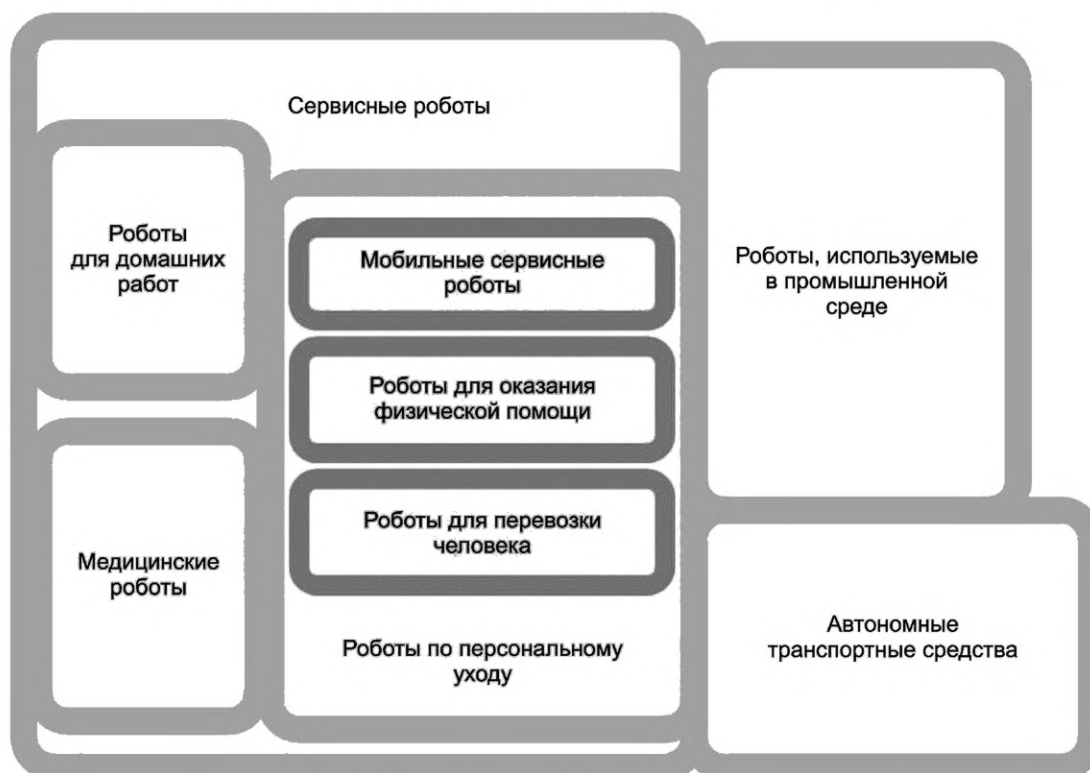 Сервисные роботы
Роботы
для домашних
работ
Мобильные сервисные
роботы
Роботы, используемые
в промышленной
среде
Роботы для оказания
физической помощи
Роботы для перевозки
человека
Медицинские
роботы
Роботы по персональному
уходу
Автономные
транспортные средства